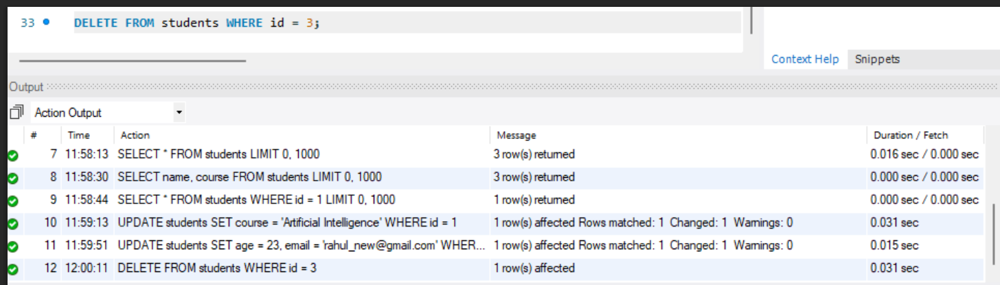 33 DELETE FROM students WHERE id = 3;
Context Help Snippets
Output
Action Output
# Time Action Message Duration / Fetch
7 11:58:13 SELECT * FROM students LIMIT 0, 1000 3 row(s) returned 0.016 sec / 0.000 sec
8 11:58:30 SELECT name, course FROM students LIMIT 0, 1000 3 row(s) returned 0.000 sec / 0.000 sec
9 11:58:44 SELECT * FROM students WHERE id = 1 LIMIT 0, 1000 1 row(s) returned 0.000 sec / 0.000 sec
10 11:59:13 UPDATE students SET course = 'Artificial Intelligence' WHERE id = 1 1 row(s) affected Rows matched: 1 Changed: 1 Warnings: 0 0.031 sec
11 11:59:51 UPDATE students SET age = 23, email = 'rahul_new@gmail.com' WHER... 1 row(s) affected Rows matched: 1 Changed: 1 Warnings: 0 0.015 sec
12 12:00:11 DELETE FROM students WHERE id = 3 1 row(s) affected 0.031 sec